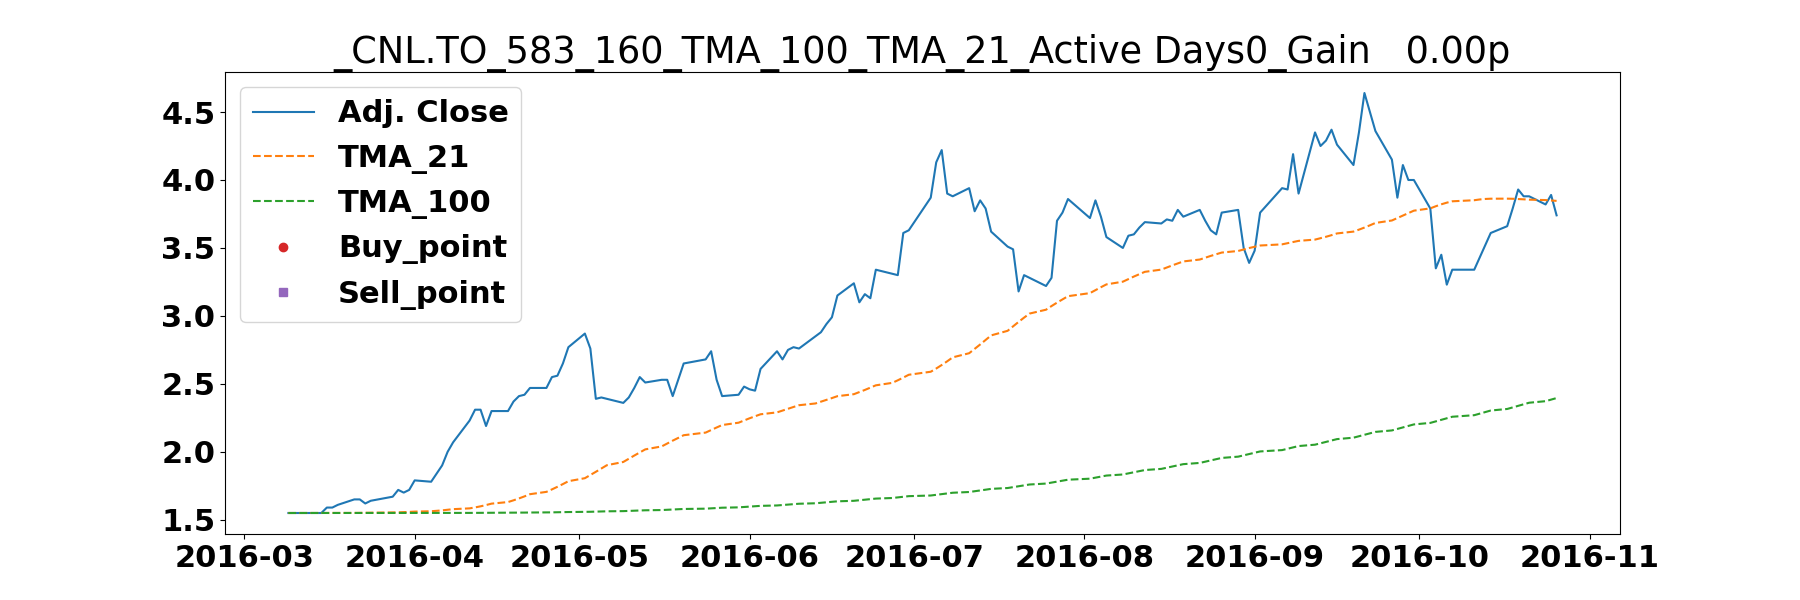 _CNL.TO_583_160_TMA_100_TMA_21_Active Days0_Gain   0.00p
Adj. Close
TMA_21
TMA_100
Buy_point
Sell_point
4.5
4.0
3.5
3.0
2.5
2.0
1.5
2016-03 2016-04 2016-05 2016-06 2016-07 2016-08 2016-09 2016-10 2016-11